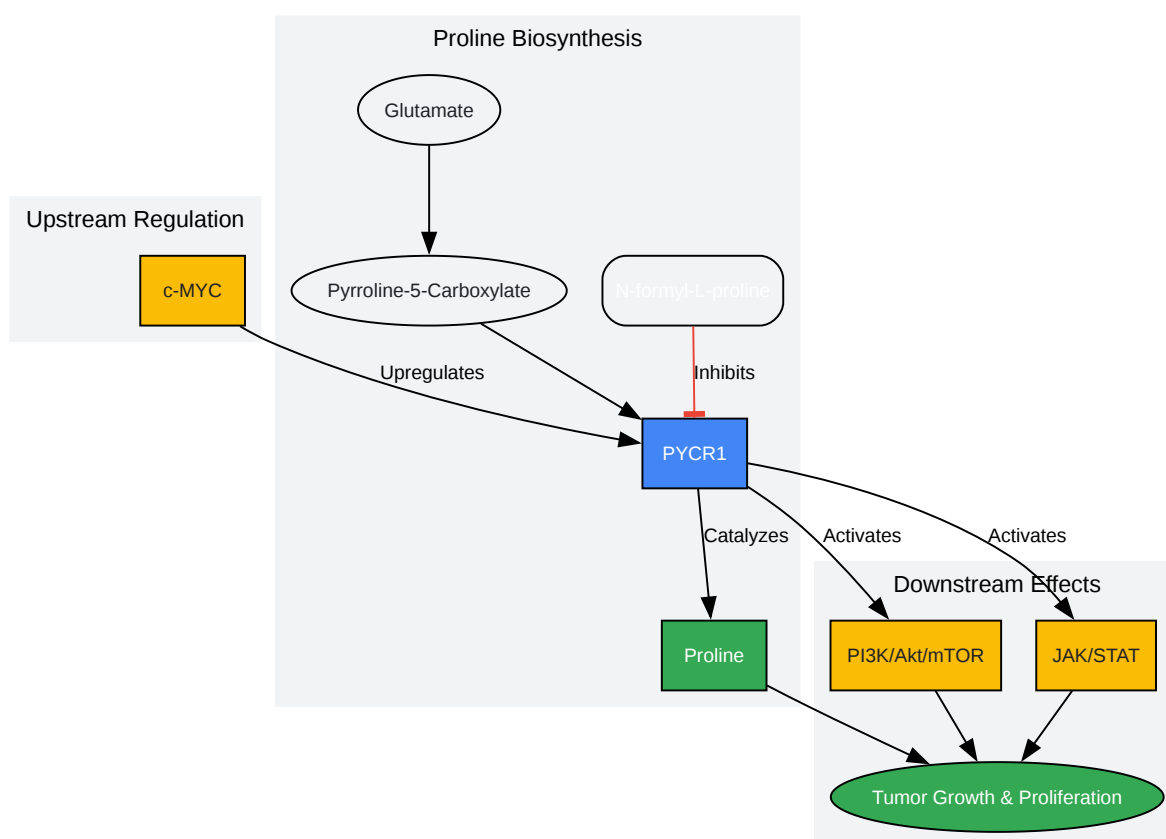 Proline Biosynthesis
Glutamate
Upstream Regulation
c-MYC
Pyrroline-5-Carboxylate
N-formyl-L-proline
Upregulates
Inhibits
PYCR1
Catalyzes
Activates
Activates
Downstream Effects
Proline
PI3K/Akt/mTOR
JAK/STAT
Tumor Growth & Proliferation